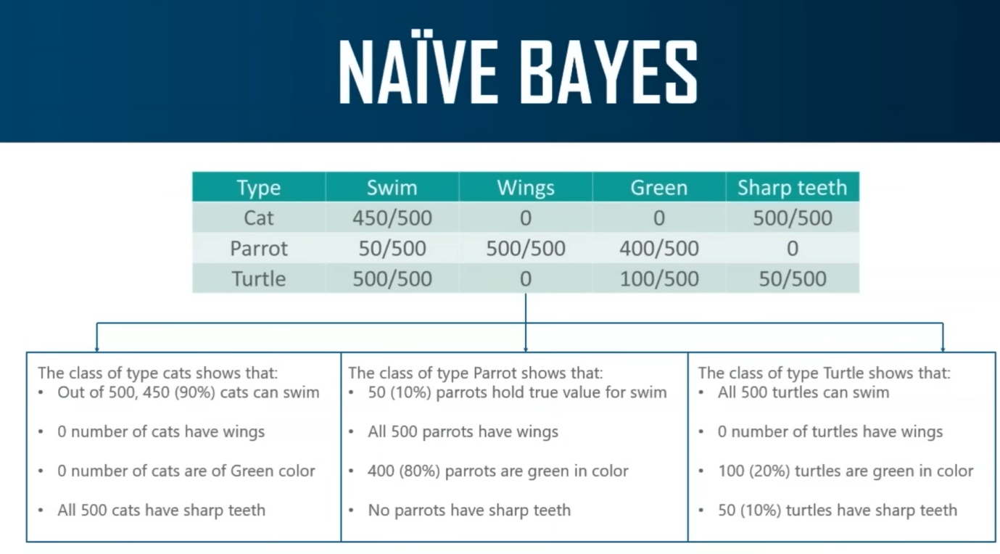 NAÏVE BAYES
Type Swim Wings Green Sharp teeth
Cat 450/500 0 0 500/500
Parrot 50/500 500/500 400/500 0
Turtle 500/500 0 100/500 50/500
The class of type cats shows that:
• Out of 500, 450 (90%) cats can swim
• 0 number of cats have wings
• 0 number of cats are of Green color
• All 500 cats have sharp teeth
The class of type Parrot shows that:
• 50 (10%) parrots hold true value for swim
• All 500 parrots have wings
• 400 (80%) parrots are green in color
• No parrots have sharp teeth
The class of type Turtle shows that:
• All 500 turtles can swim
• 0 number of turtles have wings
• 100 (20%) turtles are green in color
• 50 (10%) turtles have sharp teeth